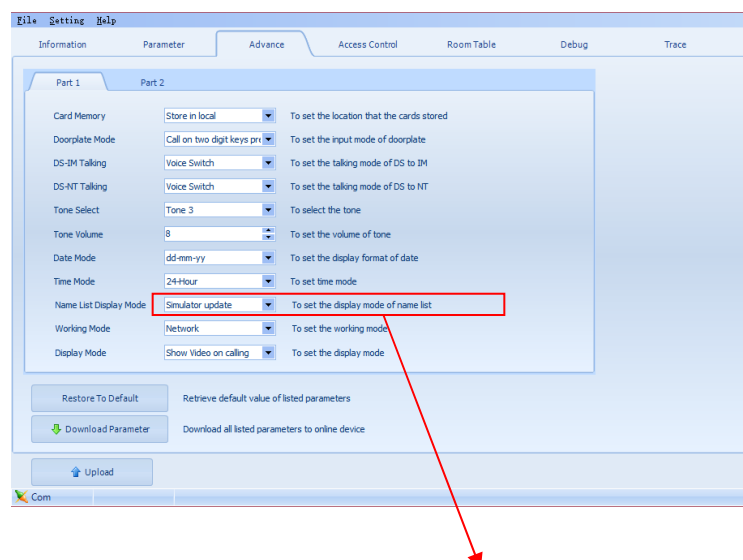 File Setting Help
Information Parameter Advance Access Control Room Table Debug Trace
Part 1 Part 2
Card Memory Store in local To set the location that the cards stored
Doorplate Mode Call on two digit keys pre To set the input mode of doorplate
DS-IM Talking Voice Switch To set the talking mode of DS to IM
DS-NT Talking Voice Switch To set the talking mode of DS to NT
Tone Select Tone 3 To select the tone
Tone Volume 8 To set the volume of tone
Date Mode dd-mm-yy To set the display format of date
Time Mode 24-Hour To set time mode
Name List Display Mode Simulator update To set the display mode of name list
Working Mode Network To set the working mode
Display Mode Show Video on calling To set the display mode
Restore To Default Retrieve default value of listed parameters
Download Parameter Download all listed parameters to online device
Upload
Com